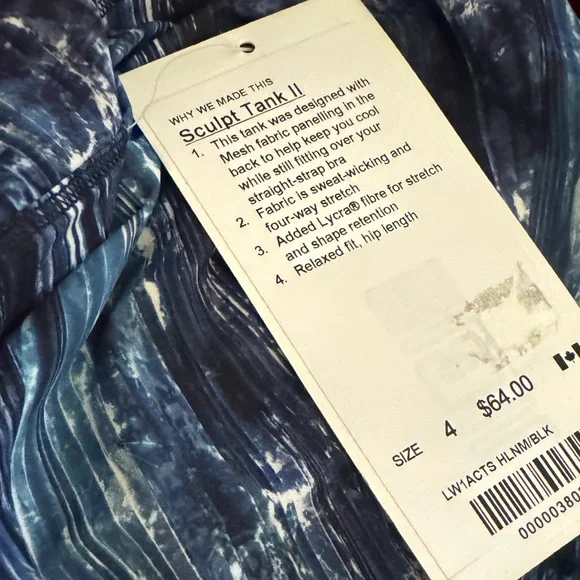 WHY WE MADE THIS
Sculpt Tank II
1. This tank was designed with
Mesh fabric panelling in the
back to help keep you cool
while still fitting over your
straight-strap bra
2. Fabric is sweat-wicking and
four-way stretch
3. Added Lycra® fibre for stretch
and shape retention
4. Relaxed fit, hip length
SIZE 4 $64.00
LW1ACTS HLNM/BLK
0000038